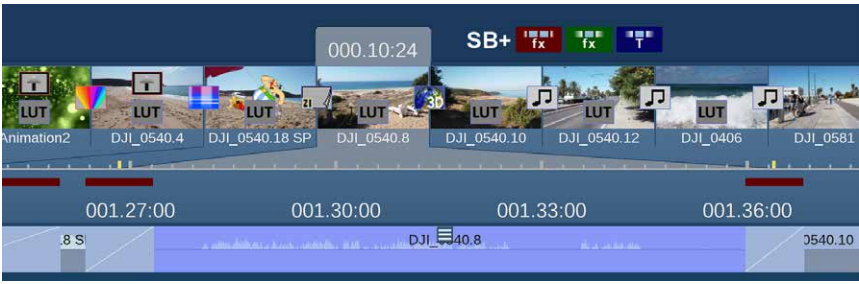 000.10:24
SB+ fx fx T
T T 21 3D
LUT LUT LUT LUT LUT LUT
Animation2 DJI_0540.4 DJI_0540.18 SP DJI_0540.8 DJI_0540.10 DJI_0540.12 DJI_0406 DJI_0581
001.27:00 001.30:00 001.33:00 001.36:00
.8 S DJI_0540.8 0540.10